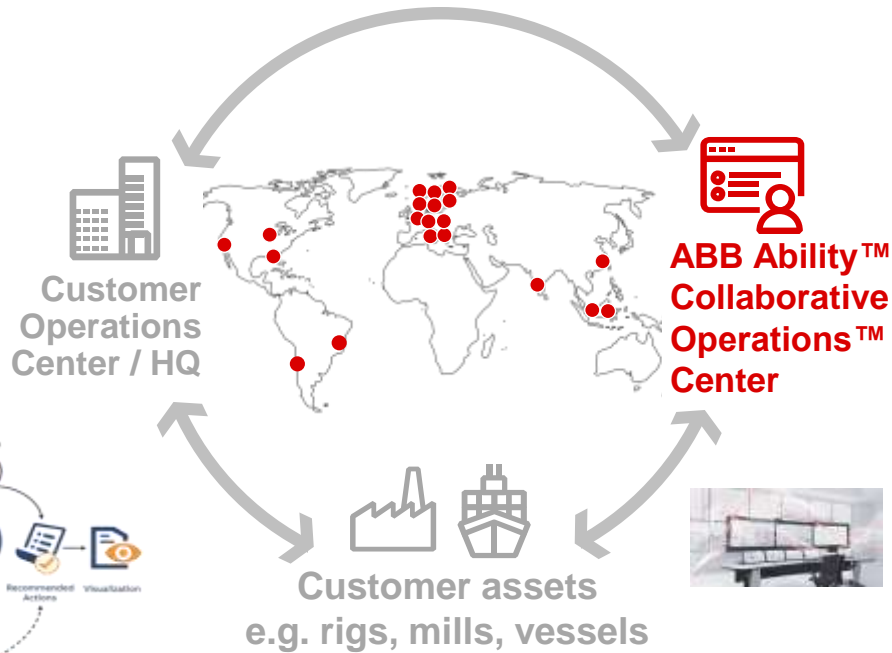 Customer
Operations
Center / HQ
ABB Ability™
Collaborative
Operations™
Center
Recommended
Actions
Visualization
Customer assets
e.g. rigs, mills, vessels